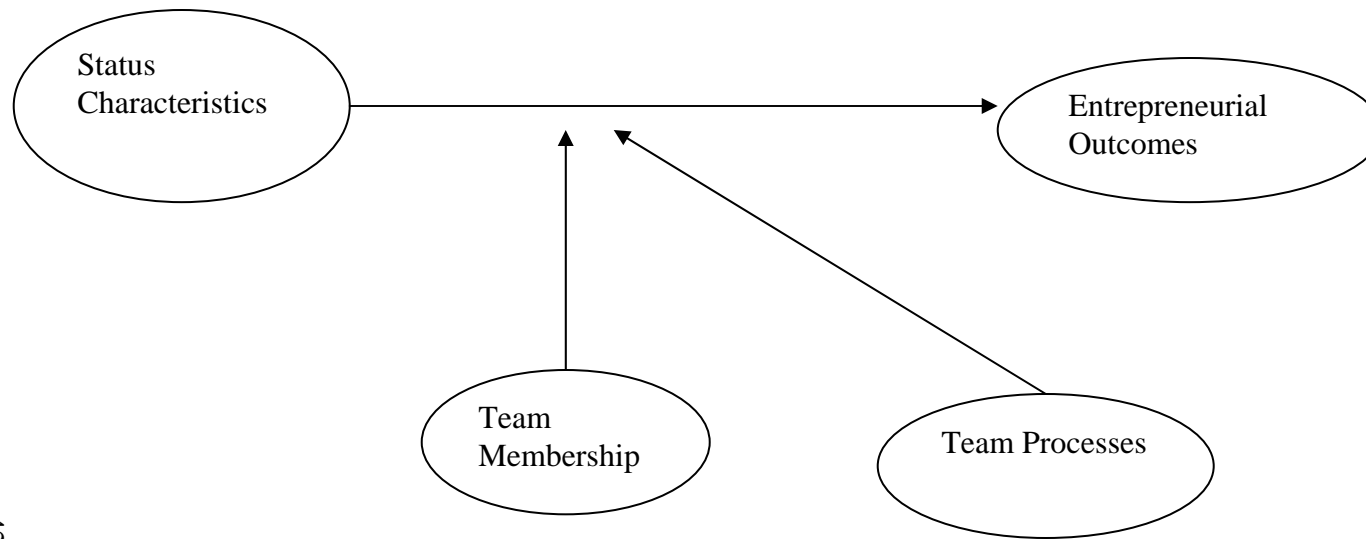 Status
Characteristics
Entrepreneurial
Outcomes
Team
Membership
Team Processes